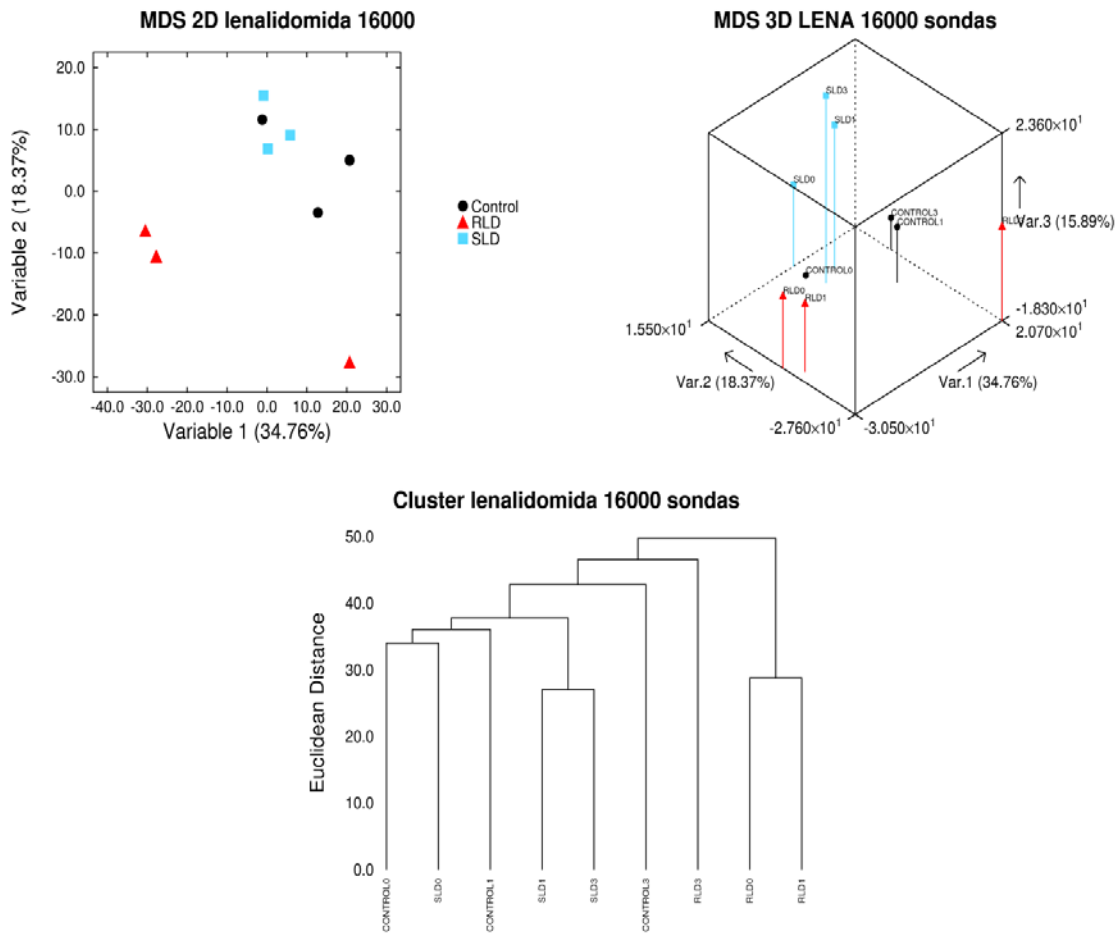 MDS 2D lenalidomida 16000
20.0
10.0
0.0
-10.0
-20.0
-30.0
Variable 2 (18.37%)
-40.0 -30.0 -20.0 -10.0 0.0 10.0 20.0 30.0
Variable 1 (34.76%)
Control
RLD
SLD
MDS 3D LENA 16000 sondas
SLD3
SLD1
SLD0
CONTROL3
CONTROL1
CONTROL0
RLD0
RLD1
2.360×10¹
Var.3 (15.89%)
-1.830×10¹
2.070×10¹
1.550×10¹
Var.2 (18.37%)
Var.1 (34.76%)
-2.760×10¹
-3.050×10¹
Cluster lenalidomida 16000 sondas
50.0
40.0
30.0
20.0
10.0
0.0
Euclidean Distance
CONTROL0
SLD0
CONTROL1
SLD1
SLD3
CONTROL3
RLD3
RLD0
RLD1